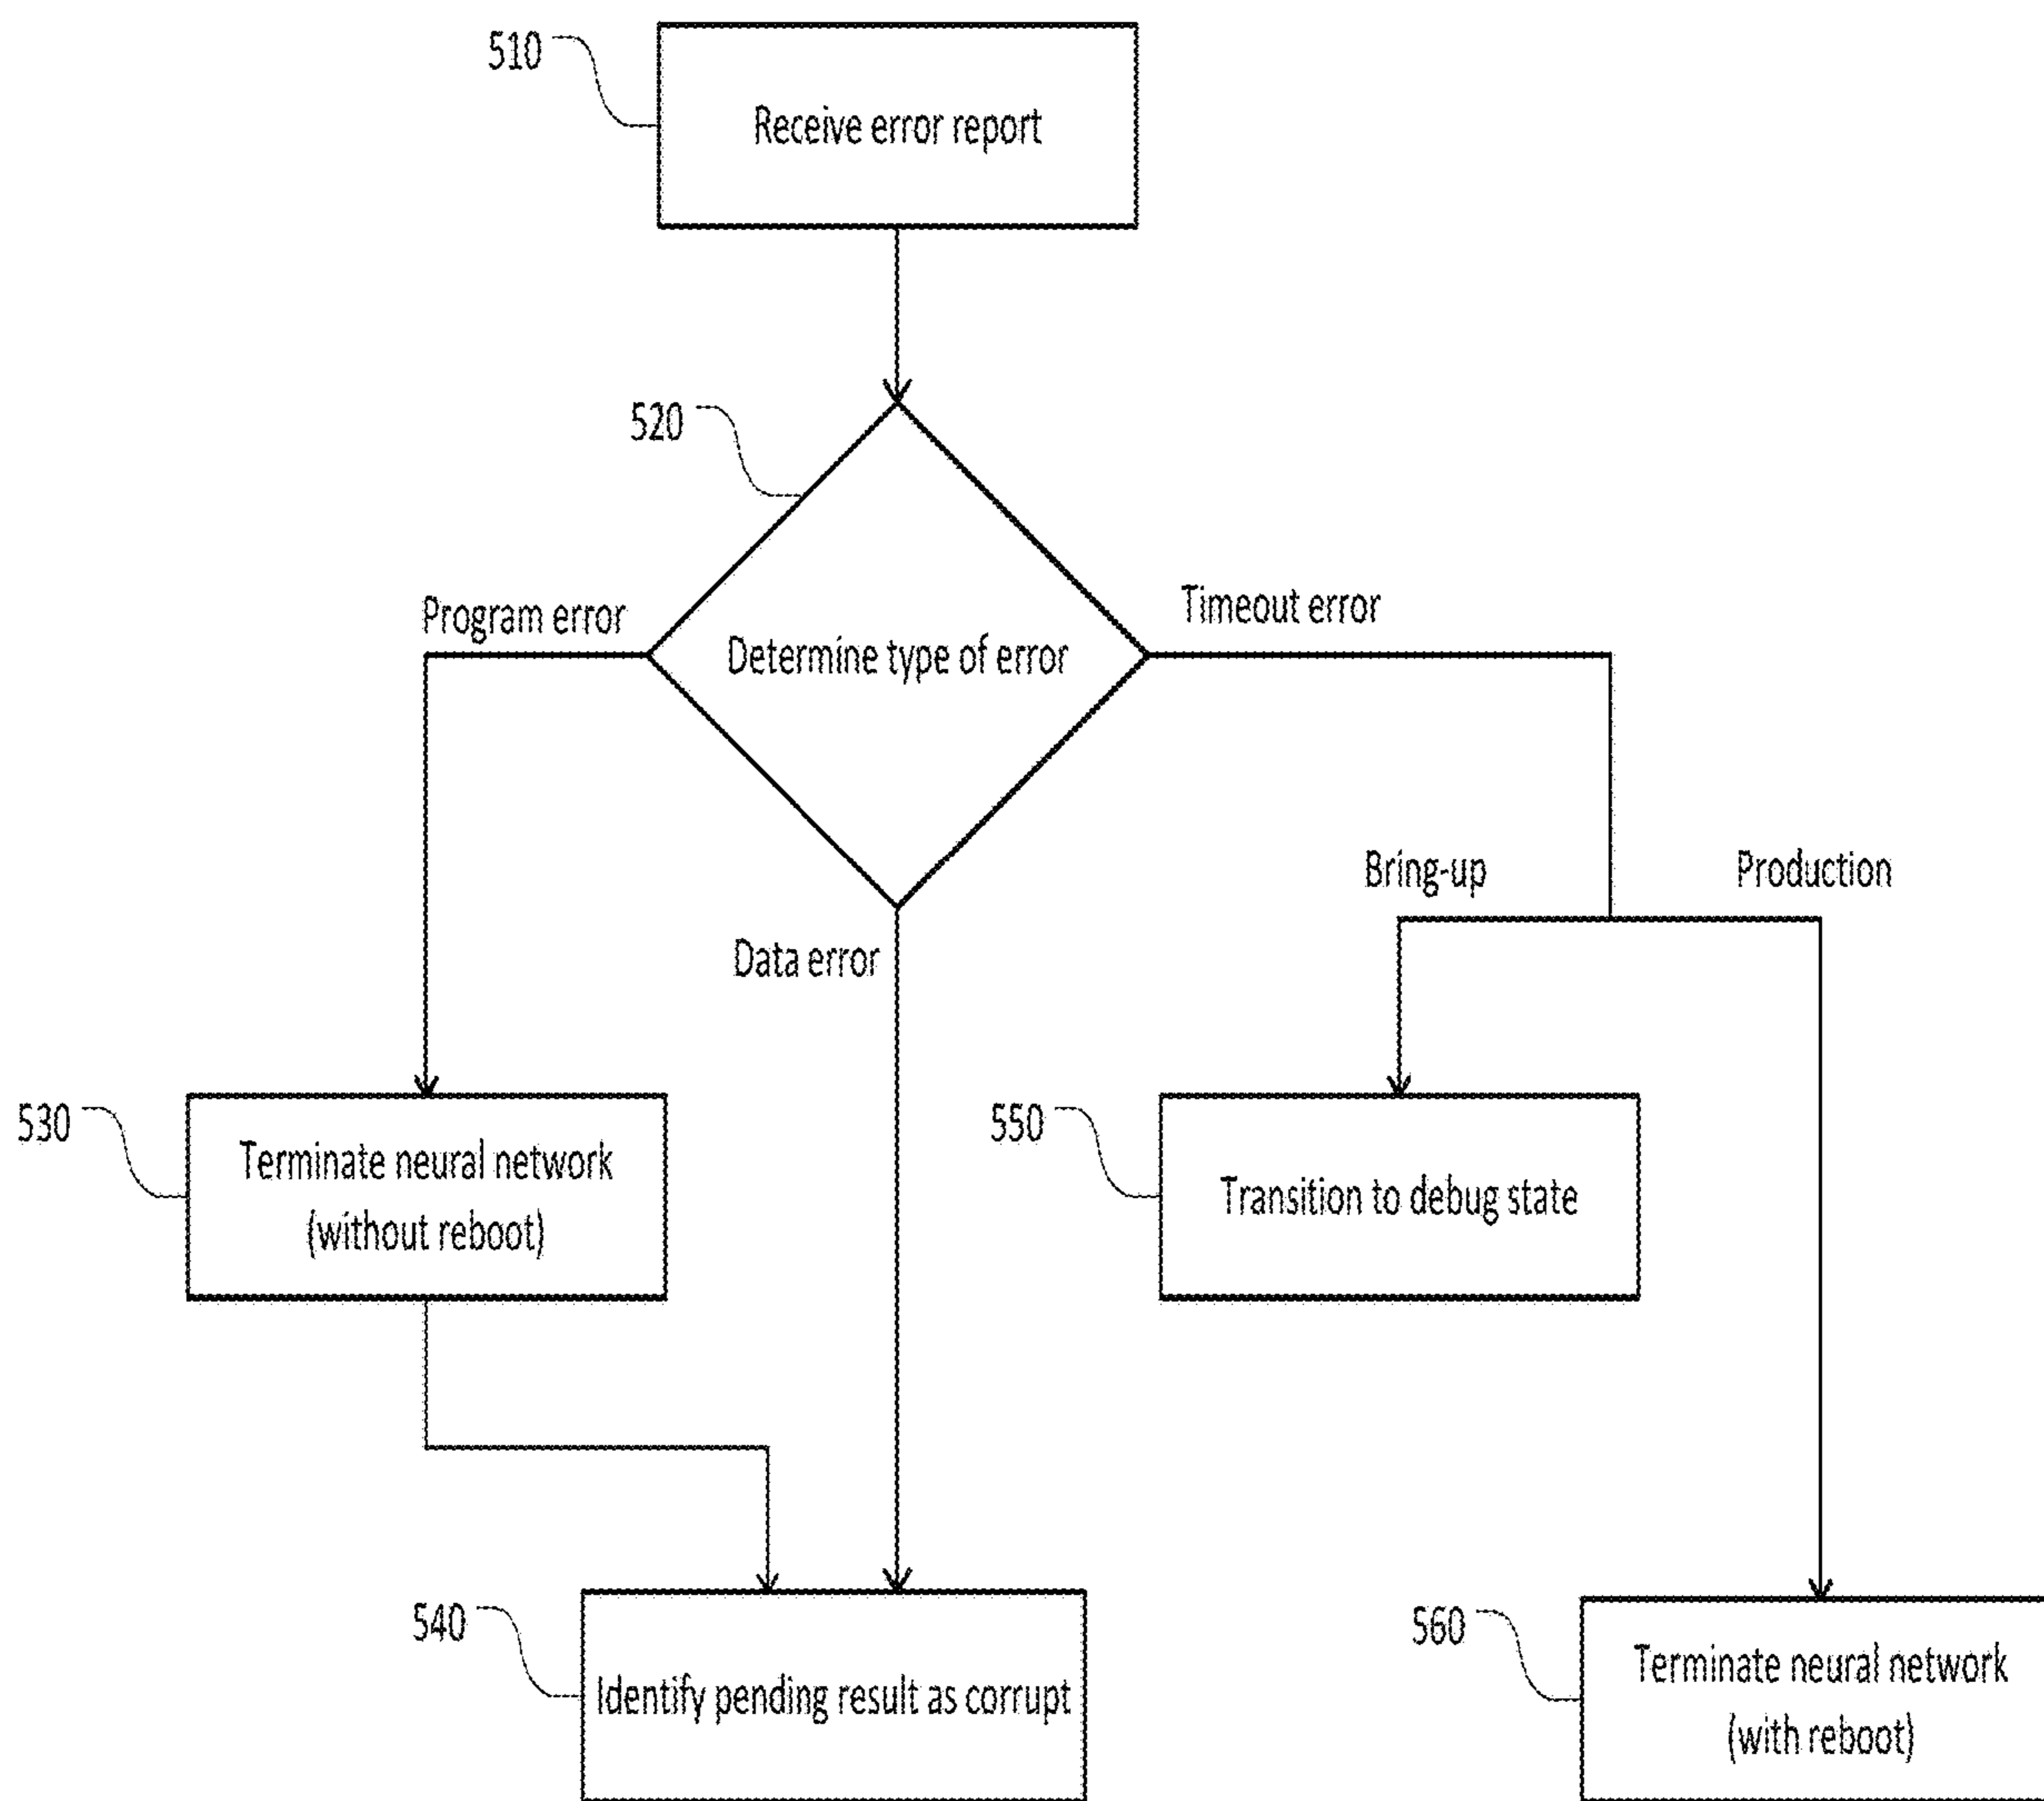 510
Receive error report
520
Program error
Timeout error
Determine type of error
Bring-up
Production
Data error
530
Terminate neural network
(without reboot)
550
Transition to debug state
540
Identify pending result as corrupt
560
Terminate neural network
(with reboot)